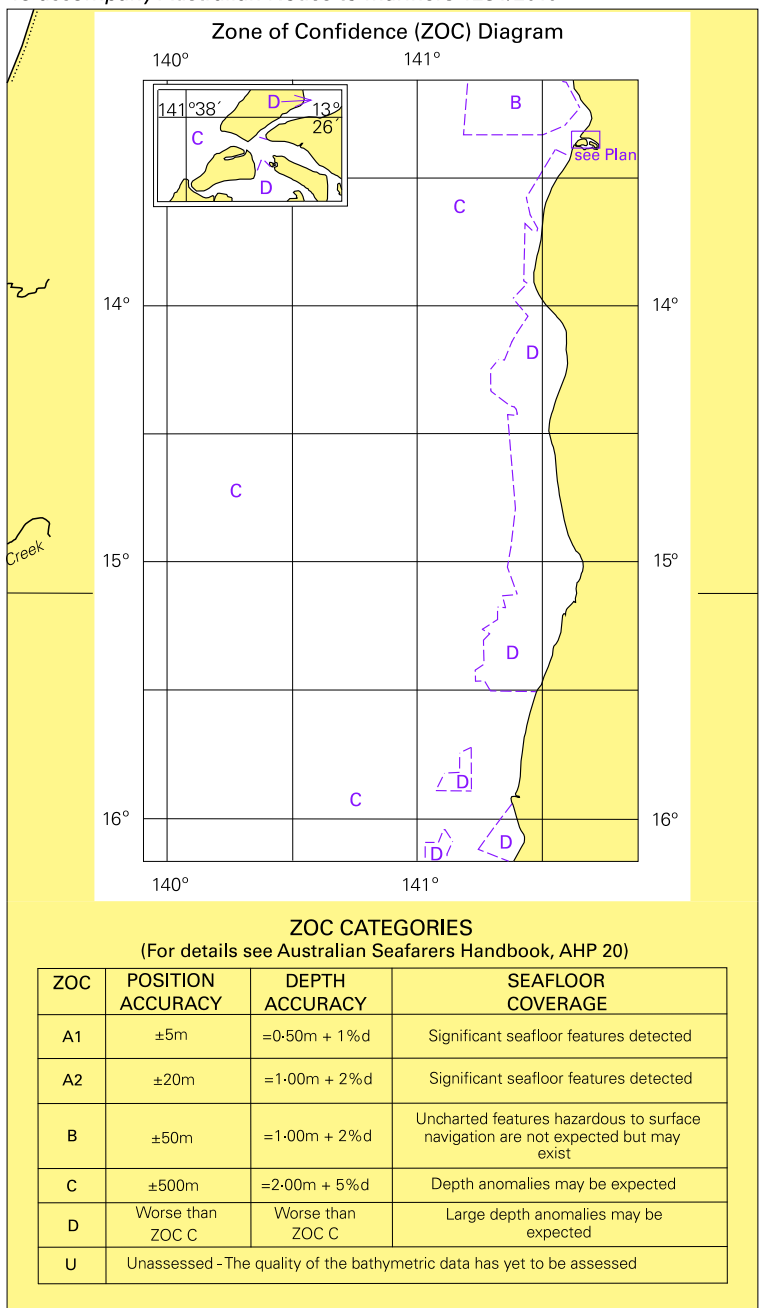 Zone of Confidence (ZOC) Diagram
140° 141°
B
D
141°38´ 13°
26´
C
see Plan
D
C
14° 14°
D
C
Creek
15° 15°
D
D
C
16° 16°
D
D
140° 141°
ZOC CATEGORIES
(For details see Australian Seafarers Handbook, AHP 20)
ZOC POSITION ACCURACY DEPTH ACCURACY SEAFLOOR COVERAGE
A1 ±5m =0·50m + 1%d Significant seafloor features detected
A2 ±20m =1·00m + 2%d Significant seafloor features detected
B ±50m =1·00m + 2%d Uncharted features hazardous to surface
navigation are not expected but may
exist
C ±500m =2·00m + 5%d Depth anomalies may be expected
D Worse than ZOC C Worse than ZOC C Large depth anomalies may be
expected
U Unassessed - The quality of the bathymetric data has yet to be assessed